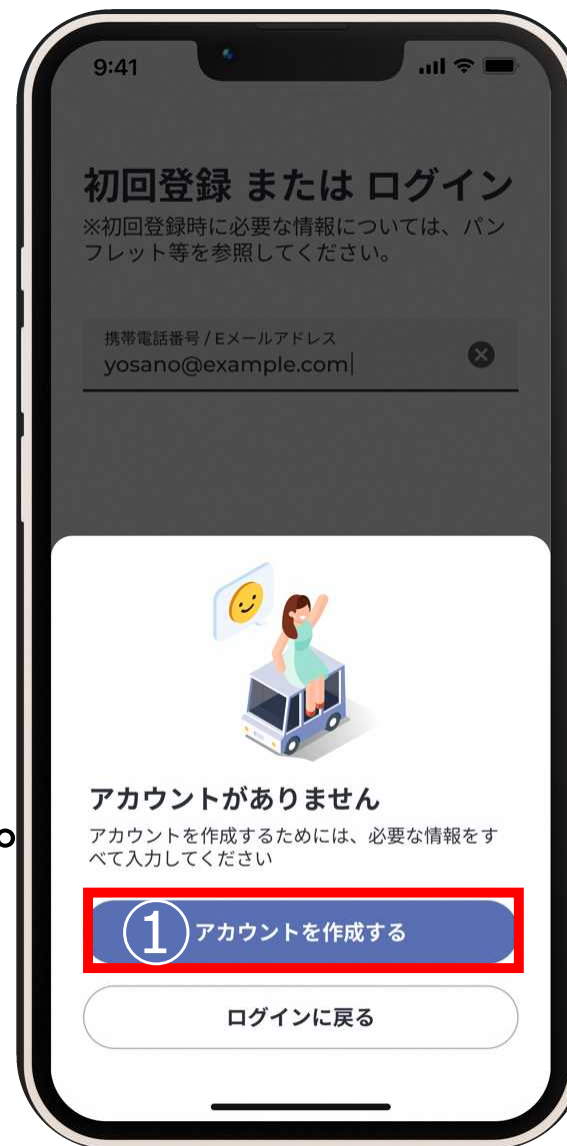 9:41
初回登録 または ログイン
※初回登録時に必要な情報については、パン
フレット等を参照してください。
携帯電話番号 / Eメールアドレス
yosano@example.com
アカウントがありません
アカウントを作成するためには、必要な情報をす
べて入力してください
①アカウントを作成する
ログインに戻る